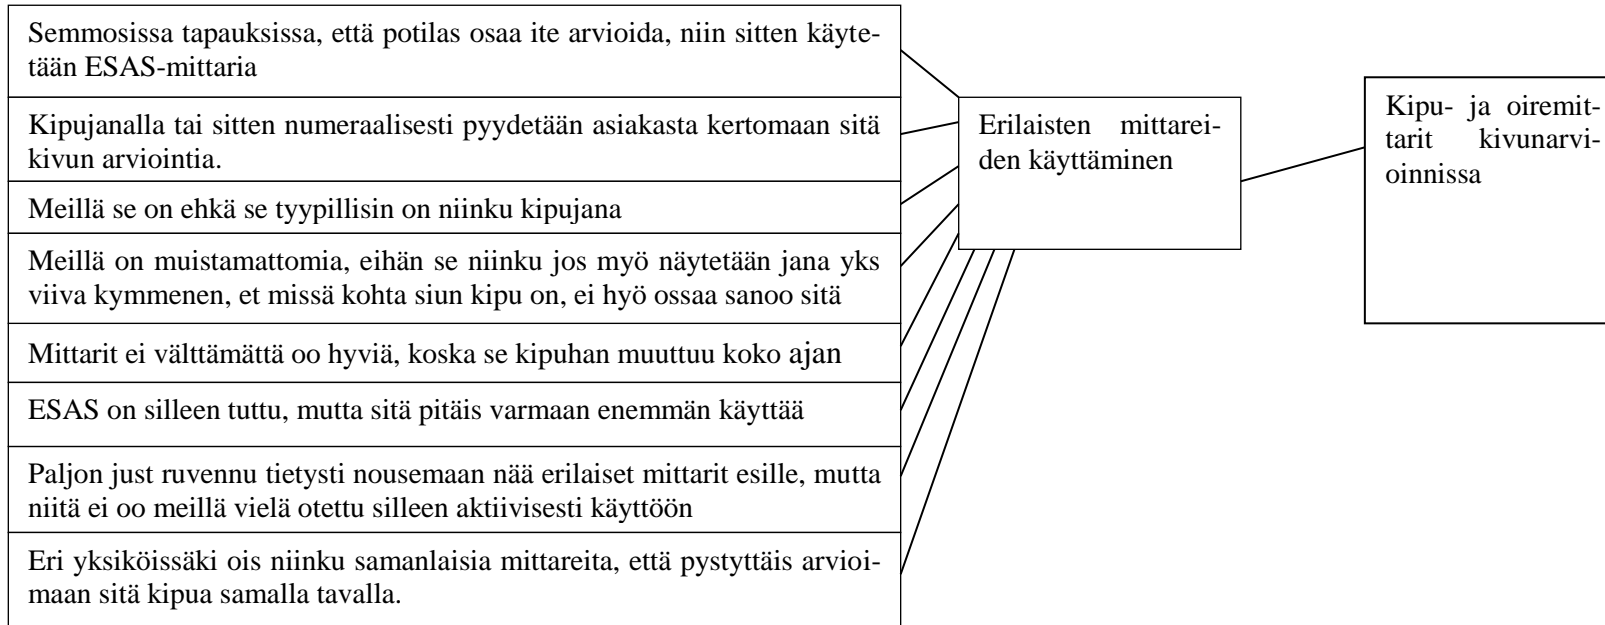 Semmosissa tapauksissa, että potilas osaa ite arvioida, niin sitten käyte-
tään ESAS-mittaria
Kipujanalla tai sitten numeraalisesti pyydetään asiakasta kertomaan sitä
kivun arviointia.
Meillä se on ehkä se tyypillisin on niinku kipujana
Meillä on muistamattomia, eihän se niinku jos myö näytetään jana yks
viiva kymmenen, et missä kohta siun kipu on, ei hyö ossaa sanoo sitä
Mittarit ei välttämättä oo hyviä, koska se kipuhan muuttuu koko ajan
ESAS on silleen tuttu, mutta sitä pitäis varmaan enemmän käyttää
Paljon just ruvennu tietysti nousemaan nää erilaiset mittarit esille, mutta
niitä ei oo meillä vielä otettu silleen aktiivisesti käyttöön
Eri yksiköissäki ois niinku samanlaisia mittareita, että pystyttäis arvioi-
maan sitä kipua samalla tavalla.
Erilaisten mittarei-
den käyttäminen
Kipu- ja oiremit-
tarit kivunarvi-
oinnissa